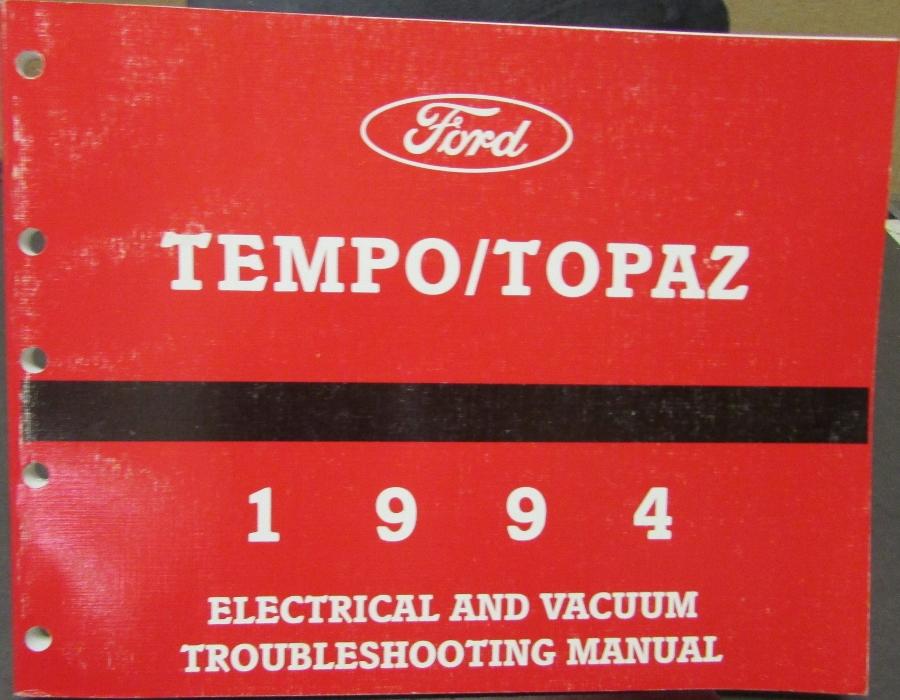 Ford
TEMPO/TOPAZ
1 9 9 4
ELECTRICAL AND VACUUM
TROUBLESHOOTING MANUAL